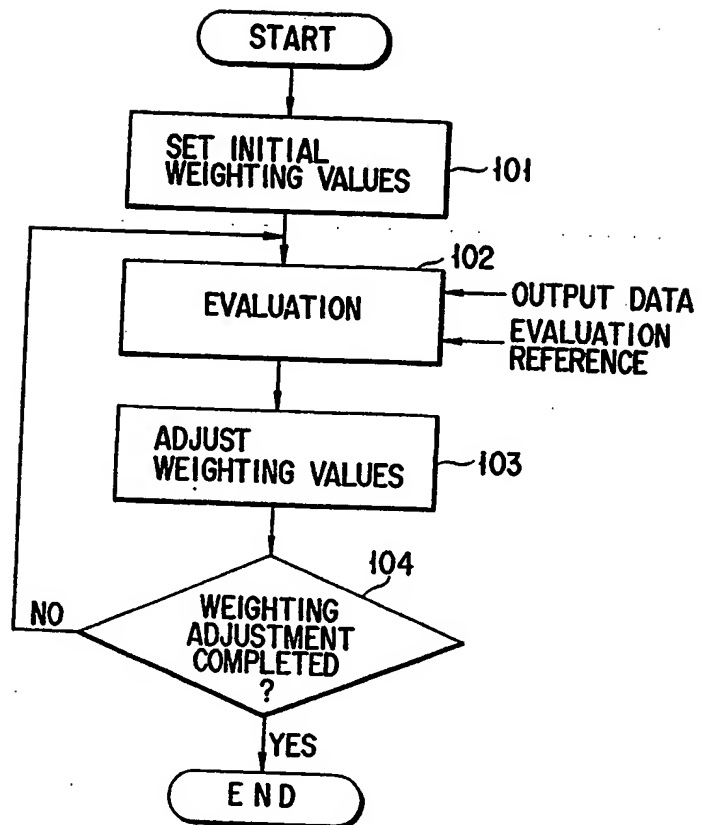 START
SET INITIAL
WEIGHTING VALUES
101
102
EVALUATION
OUTPUT DATA
EVALUATION
REFERENCE
ADJUST
WEIGHTING VALUES
103
104
NO
WEIGHTING
ADJUSTMENT
COMPLETED
?
YES
END